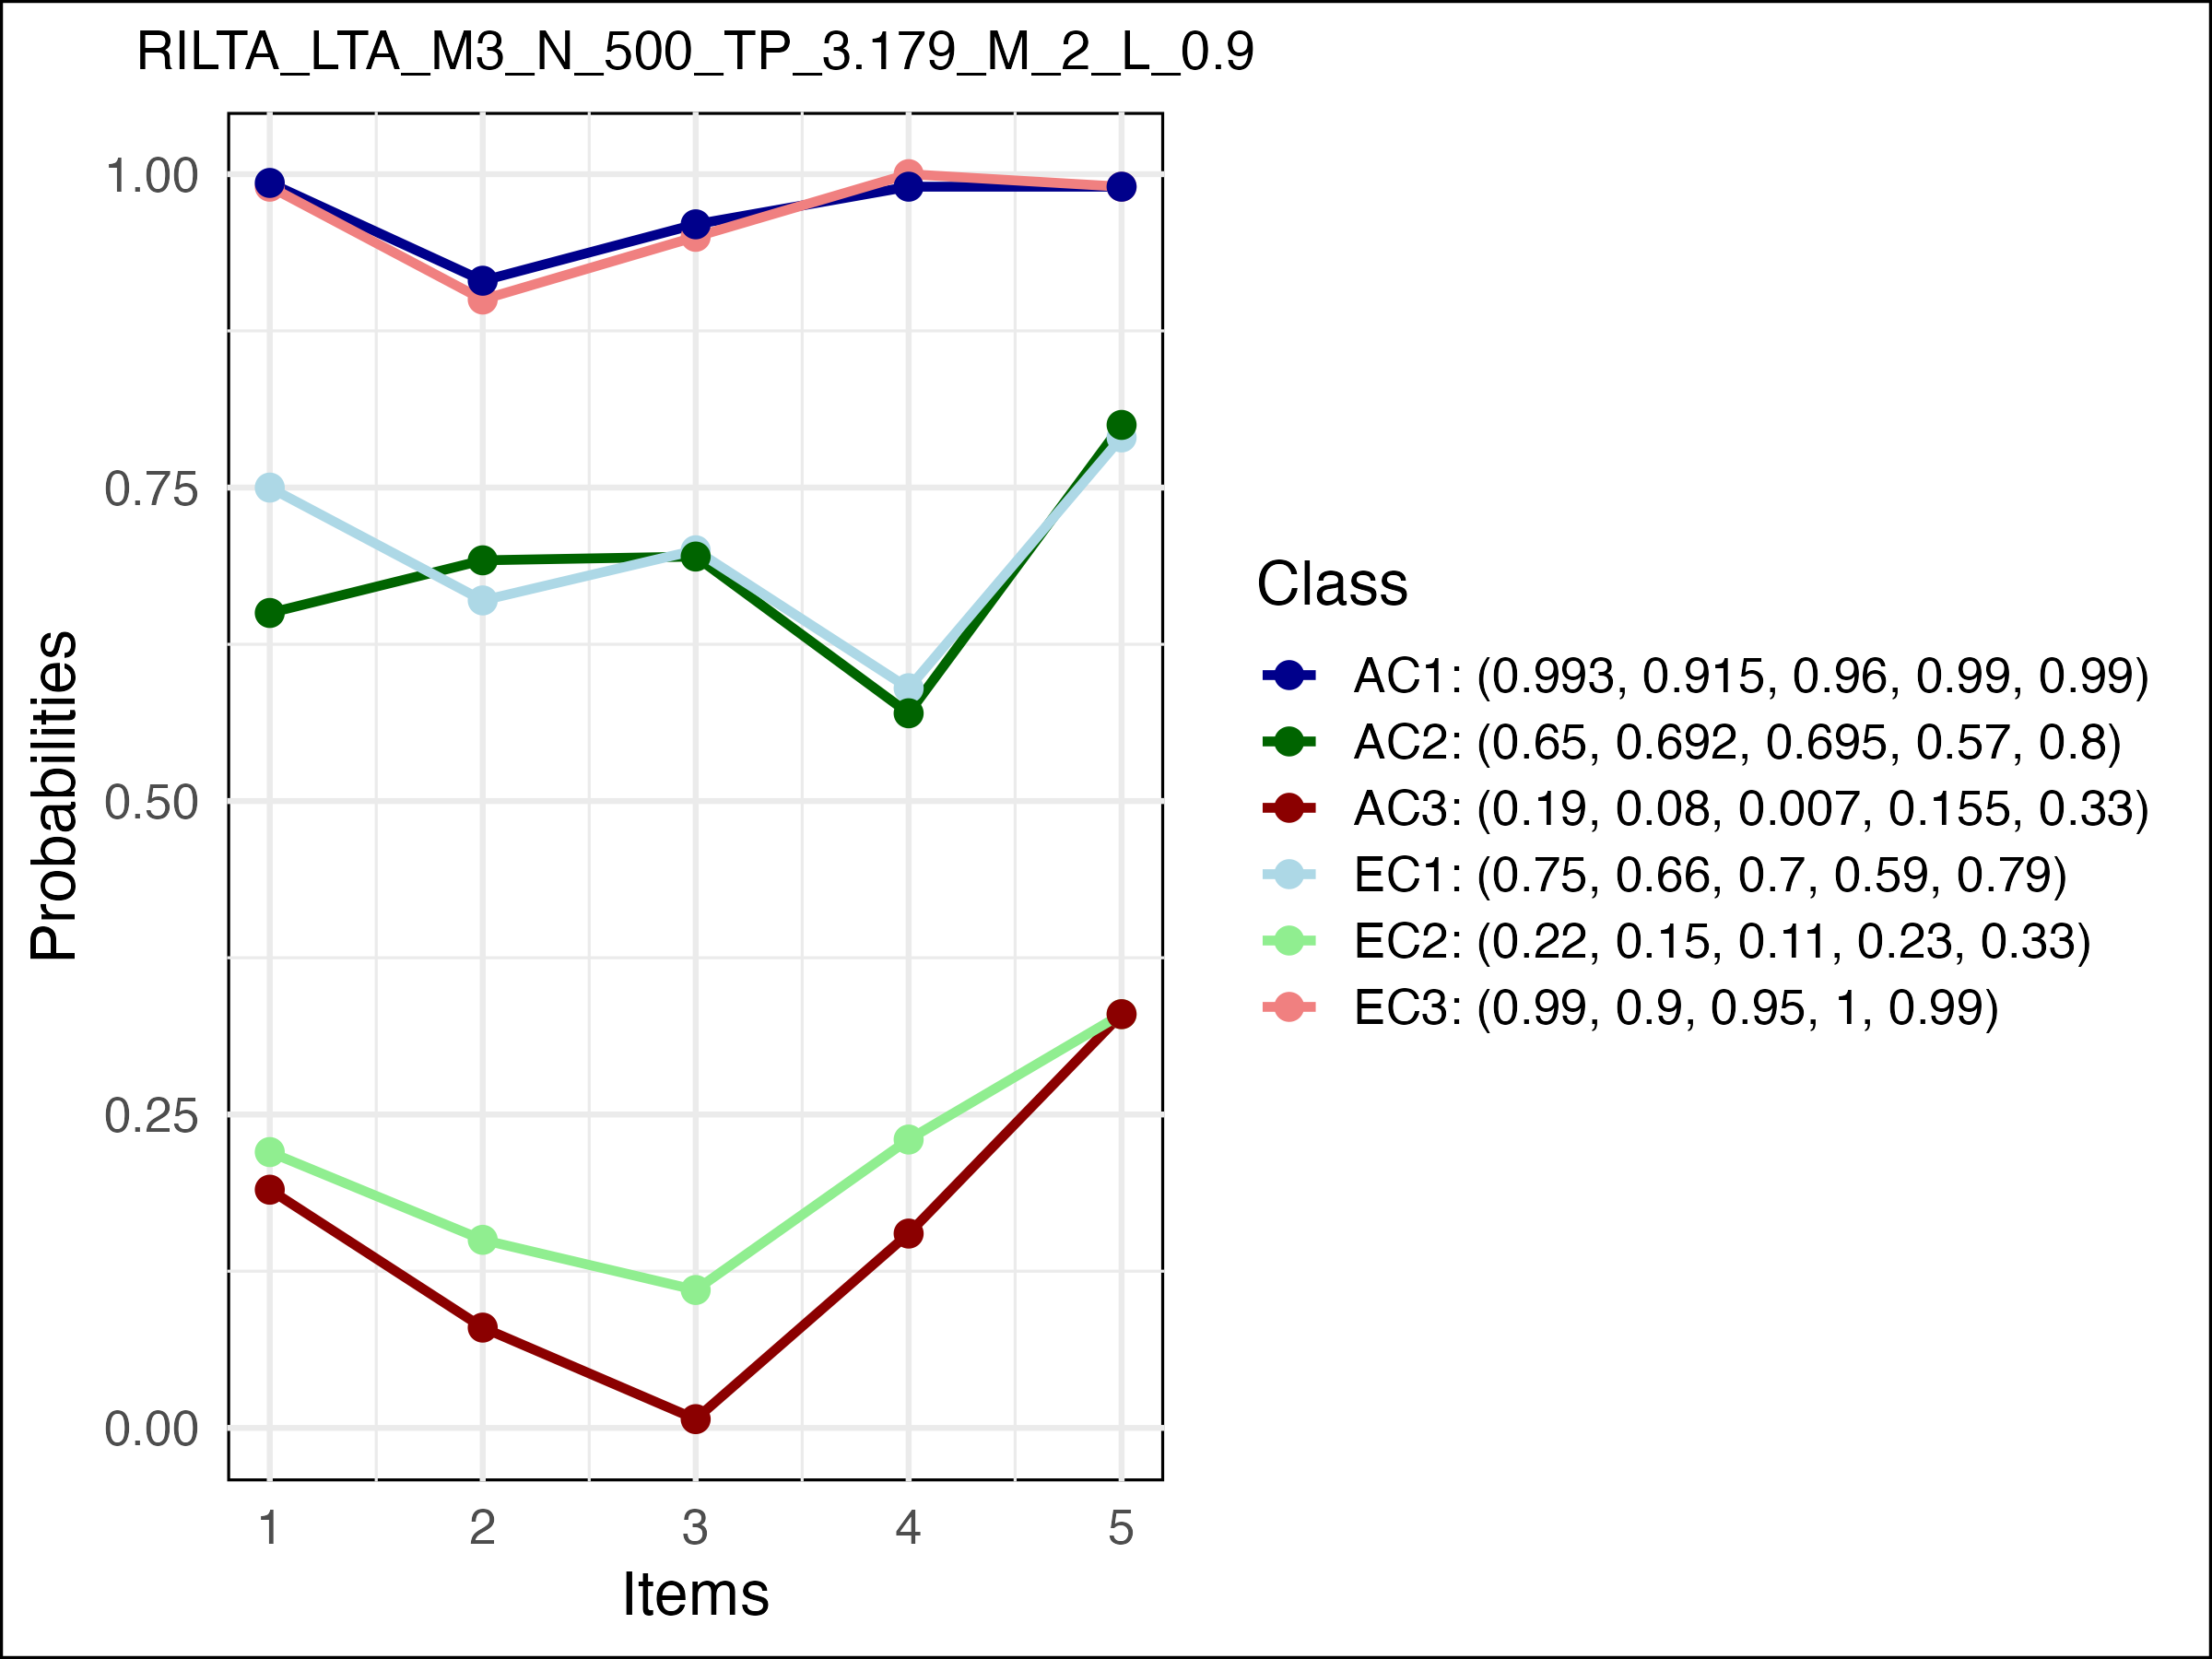 RILTA_LTA_M3_N_500_TP_3.179_M_2_L_0.9
1.00
0.75
0.50
0.25
0.00
Probabilities
1 2 3 4 5
Items
Class
AC1: (0.993, 0.915, 0.96, 0.99, 0.99)
AC2: (0.65, 0.692, 0.695, 0.57, 0.8)
AC3: (0.19, 0.08, 0.007, 0.155, 0.33)
EC1: (0.75, 0.66, 0.7, 0.59, 0.79)
EC2: (0.22, 0.15, 0.11, 0.23, 0.33)
EC3: (0.99, 0.9, 0.95, 1, 0.99)